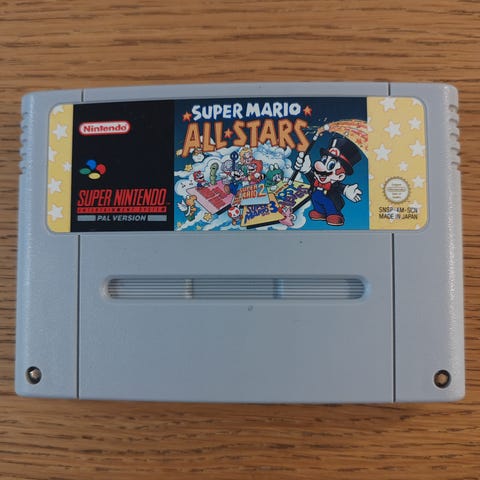 Nintendo
SUPER NINTENDO
ENTERTAINMENT SYSTEM
PAL VERSION
SUPER MARIO
ALL★STARS
SNSP-4M-SCN
MADE IN JAPAN